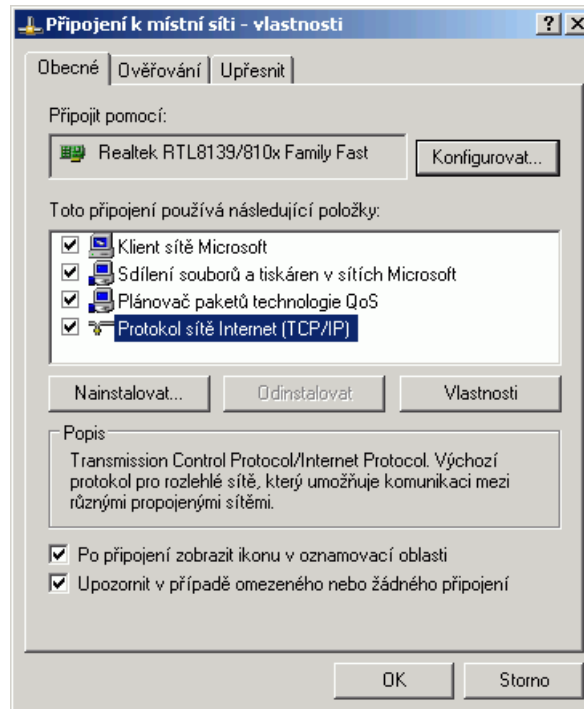 Připojení k místní síti - vlastnosti
Obecné Ověřování Upřesnit
Připojit pomocí:
Realtek RTL8139/810x Family Fast
Konfigurovat...
Toto připojení používá následující položky:
Klient sítě Microsoft
Sdílení souborů a tiskáren v sítích Microsoft
Plánovač paketů technologie QoS
Protokol sítě Internet (TCP/IP)
Nainstalovat... Odinstalovat Vlastnosti
Popis
Transmission Control Protocol/Internet Protocol. Výchozí
protokol pro rozlehlé sítě, který umožňuje komunikaci mezi
různými propojenými sítěmi.
Po připojení zobrazit ikonu v oznamovací oblasti
Upozornit v případě omezeného nebo žádného připojení
OK Storno